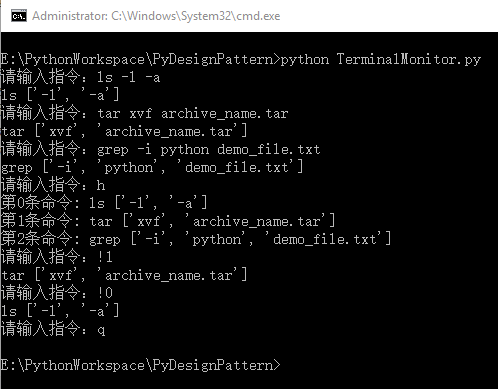 Administrator: C:\Windows\System32\cmd.exe
E:\PythonWorkspace\PyDesignPattern>python TerminalMonitor.py
请输入指令：ls -l -a
ls ['-l', '-a']
请输入指令：tar xvf archive_name.tar
tar ['xvf', 'archive_name.tar']
请输入指令：grep -i python demo_file.txt
grep ['-i', 'python', 'demo_file.txt']
请输入指令：h
第0条命令: ls ['-l', '-a']
第1条命令: tar ['xvf', 'archive_name.tar']
第2条命令: grep ['-i', 'python', 'demo_file.txt']
请输入指令：!1
tar ['xvf', 'archive_name.tar']
请输入指令：!0
ls ['-l', '-a']
请输入指令：q
E:\PythonWorkspace\PyDesignPattern>